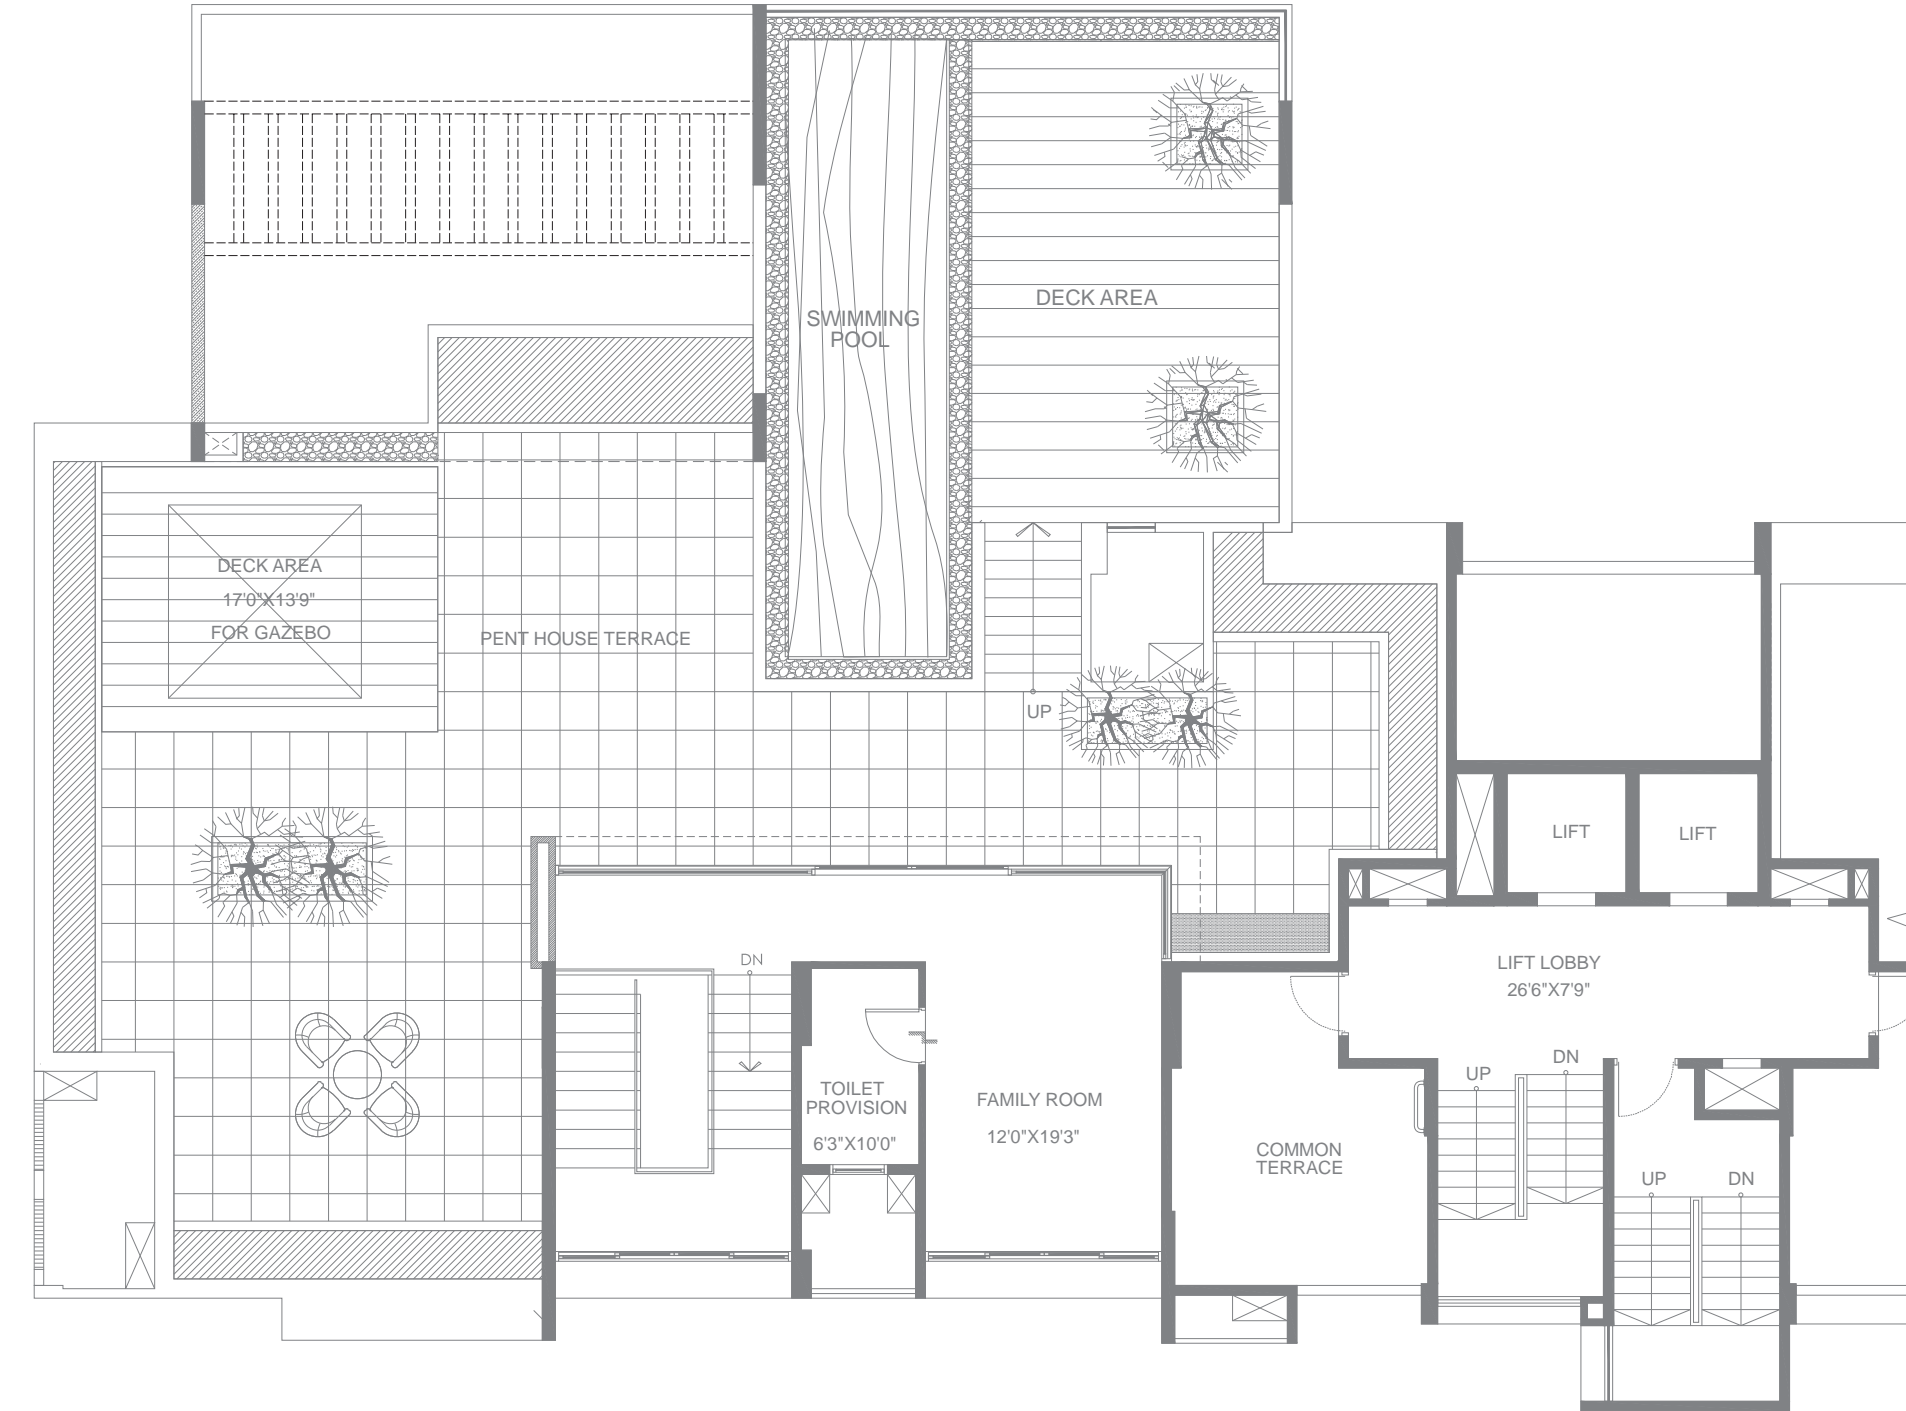 DECK AREA
SWIMMING
POOL
DECK AREA
17'0"X13'9"
FOR GAZEBO
PENT HOUSE TERRACE
UP
LIFT
LIFT
DN
LIFT LOBBY
26'6"X7'9"
TOILET
PROVISION
6'3"X10'0"
FAMILY ROOM
12'0"X19'3"
UP
DN
COMMON
TERRACE
UP
DN